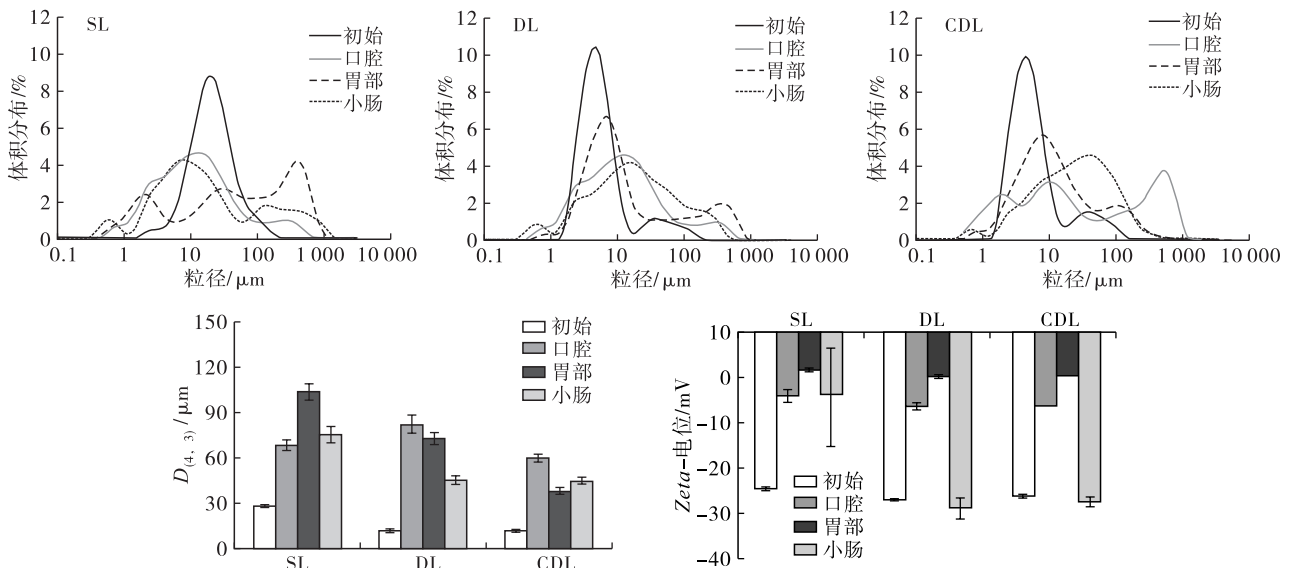 SL
初始
口腔
胃部
小肠
12
10
8
6
4
2
0
体积分布/%
0.1 1 10 100 1 000 10 000
粒径/μm
DL
初始
口腔
胃部
小肠
12
10
8
6
4
2
0
体积分布/%
0.1 1 10 100 1 000 10 000
粒径/μm
CDL
初始
口腔
胃部
小肠
12
10
8
6
4
2
0
体积分布/%
0.1 1 10 100 1 000 10 000
粒径/μm
150
120
90
60
30
0
D(4, 3) /μm
初始
口腔
胃部
小肠
SL DL CDL
SL DL CDL
10
0
-10
-20
-30
-40
Zeta-电位/mV
初始
口腔
胃部
小肠